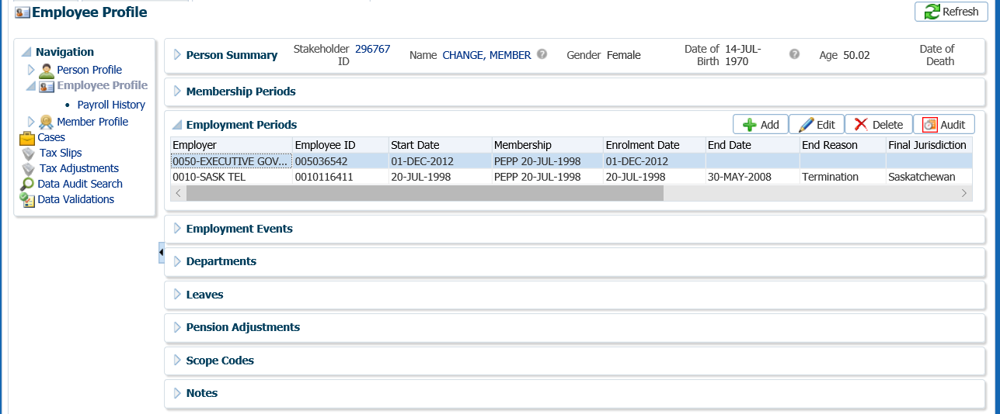 Employee Profile
Refresh
Navigation
Person Profile
Employee Profile
Payroll History
Member Profile
Cases
Tax Slips
Tax Adjustments
Data Audit Search
Data Validations
Person Summary Stakeholder ID 296767 Name CHANGE, MEMBER Gender Female Date of Birth 14-JUL-1970 Age 50.02 Date of Death
Membership Periods
Employment Periods Add Edit Delete Audit
Employer Employee ID Start Date Membership Enrolment Date End Date End Reason Final Jurisdiction
0050-EXECUTIVE GOV... 005036542 01-DEC-2012 PEPP 20-JUL-1998 01-DEC-2012
0010-SASK TEL 0010116411 20-JUL-1998 PEPP 20-JUL-1998 20-JUL-1998 30-MAY-2008 Termination Saskatchewan
Employment Events
Departments
Leaves
Pension Adjustments
Scope Codes
Notes